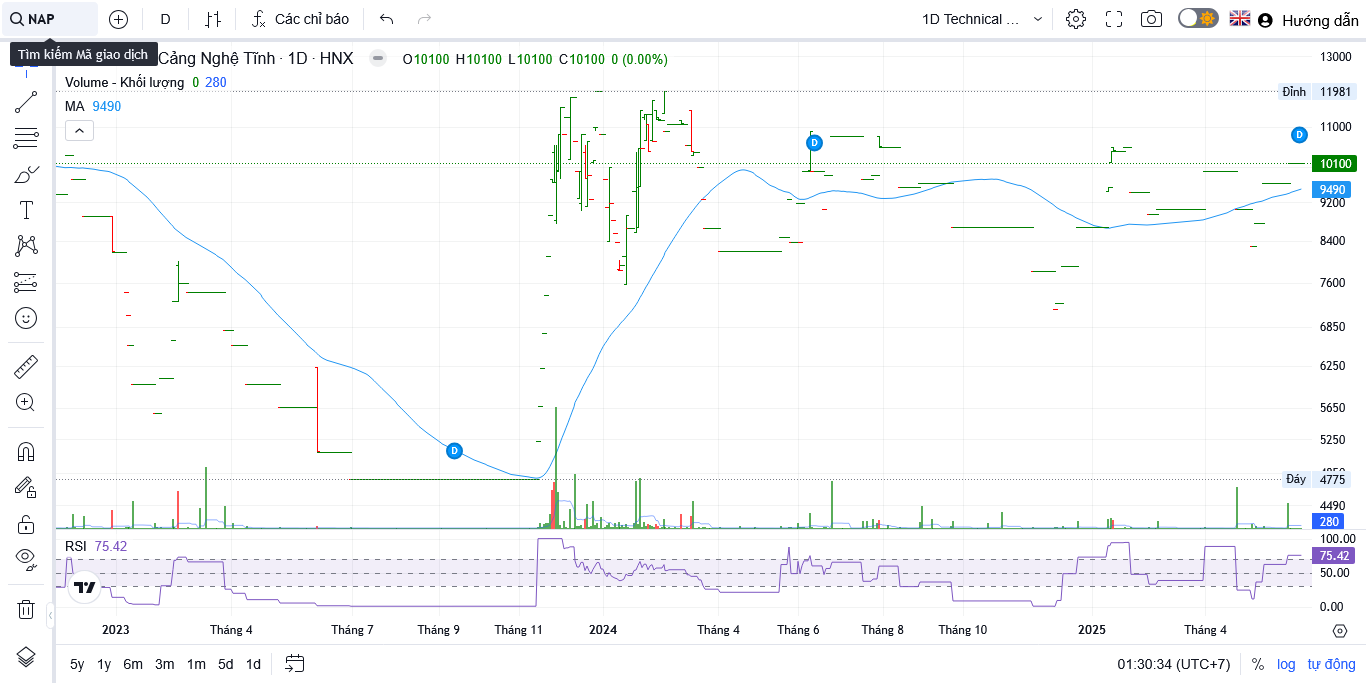 NAP
D
Các chỉ báo
1D Technical ...
Hướng dẫn
Tìm kiếm Mã giao dịch
Cảng Nghệ Tĩnh · 1D · HNX
O10100 H10100 L10100 C10100 0 (0.00%)
Volume - Khối lượng 0 280
MA 9490
13000
Đỉnh 11981
11000
D
D
10100
9490
9200
8400
7600
6850
6250
5650
5250
D
4850
Đáy 4775
4490
280
RSI 75.42
100.00
75.42
50.00
0.00
2023 Tháng 4 Tháng 7 Tháng 9 Tháng 11 2024 Tháng 4 Tháng 6 Tháng 8 Tháng 10 2025 Tháng 4
5y 1y 6m 3m 1m 5d 1d
01:30:34 (UTC+7) % log tự động